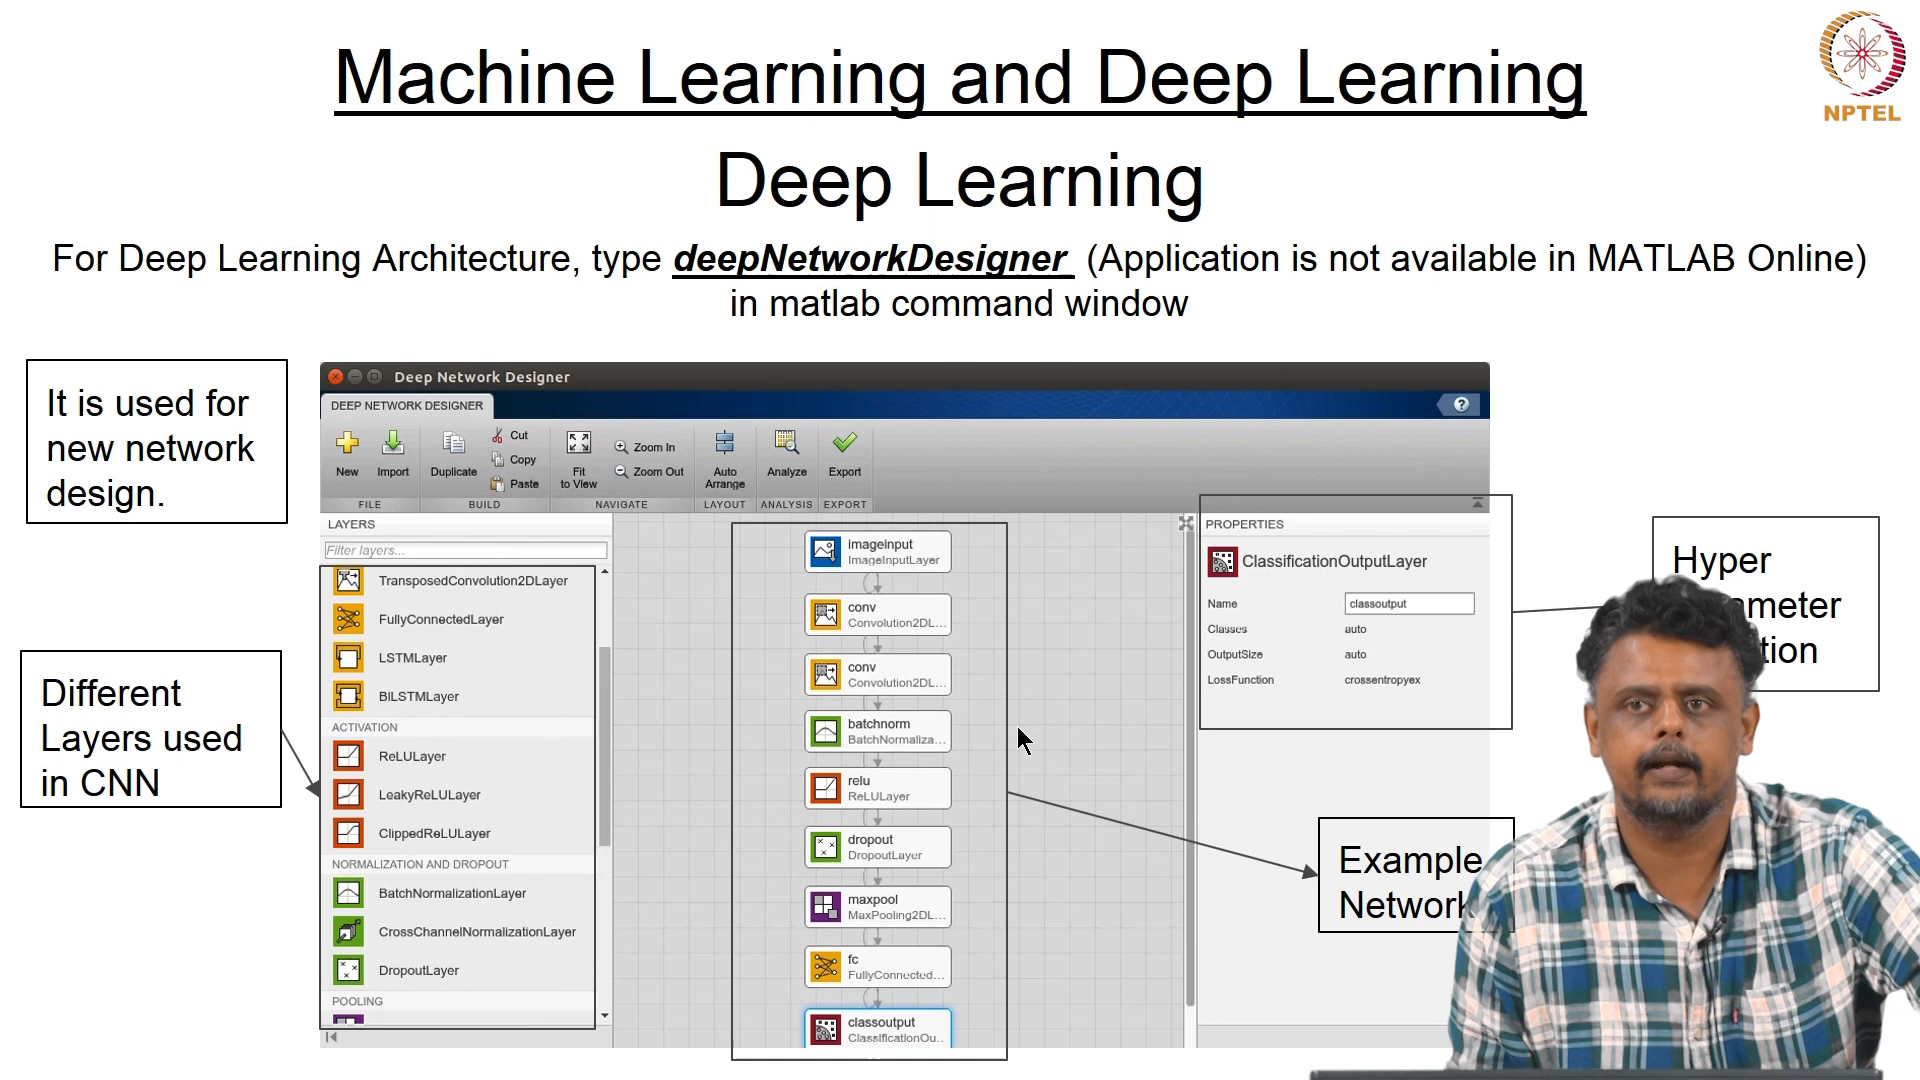 Machine Learning and Deep Learning
NPTEL
Deep Learning
For Deep Learning Architecture, type deepNetworkDesigner (Application is not available in MATLAB Online)
in matlab command window
It is used for
new network
design.
Different
Layers used
in CNN
Deep Network Designer
DEEP NETWORK DESIGNER
?
New
Import
Duplicate
Cut
Copy
Paste
Fit
to View
Zoom In
Zoom Out
Auto
Arrange
Analyze
Export
FILE
BUILD
NAVIGATE
LAYOUT
ANALYSIS
EXPORT
LAYERS
Filter layers...
TransposedConvolution2DLayer
FullyConnectedLayer
LSTMLayer
BiLSTMLayer
ACTIVATION
ReLULayer
LeakyReLULayer
ClippedReLULayer
NORMALIZATION AND DROPOUT
BatchNormalizationLayer
CrossChannelNormalizationLayer
DropoutLayer
POOLING
imageinput
ImageInputLayer
conv
Convolution2DL...
conv
Convolution2DL...
batchnorm
BatchNormaliza...
relu
ReLULayer
dropout
DropoutLayer
maxpool
MaxPooling2DL...
fc
FullyConnected...
classoutput
ClassificationOu...
PROPERTIES
ClassificationOutputLayer
Name classoutput
Classes auto
OutputSize auto
LossFunction crossentropyex
Hyper
Example
Network